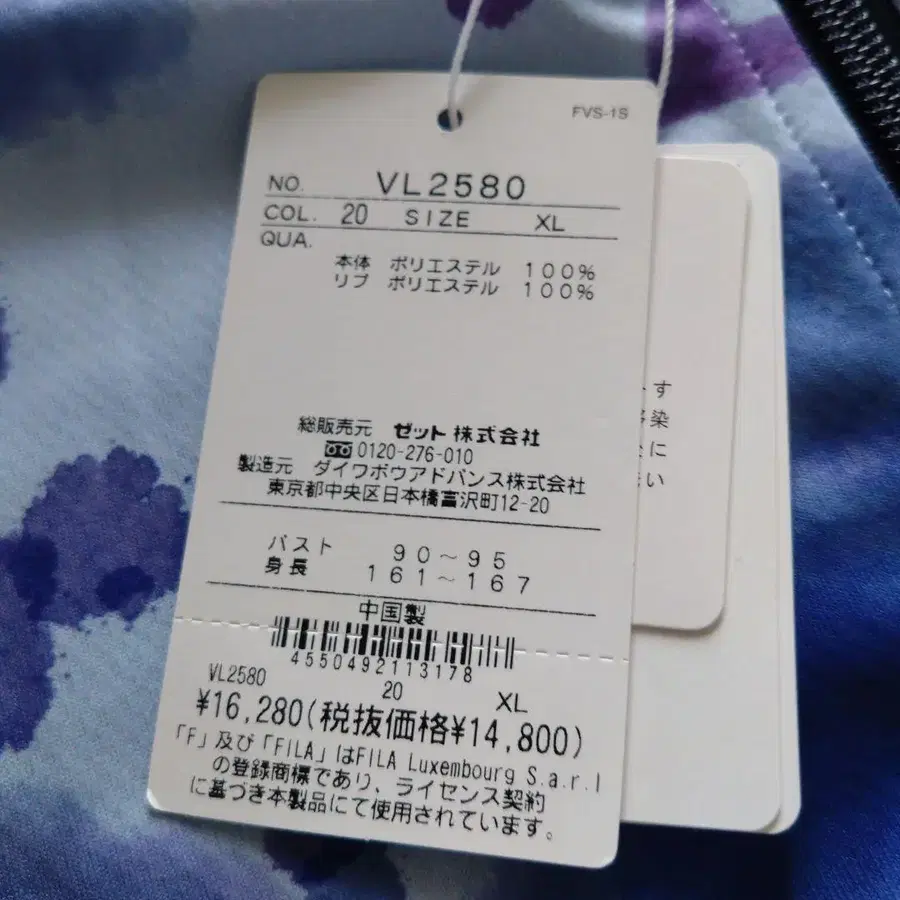 FVS-1S
NO. VL2580
COL. 20 SIZE XL
QUA.
本体 ポリエステル 100%
リブ ポリエステル 100%
総販売元 ゼット株式会社
0120-276-010
製造元 ダイワボウアドバンス株式会社
東京都中央区日本橋富沢町12-20
バスト 90～95
身長 161～167
中国製
4550492113178
VL2580 20 XL
¥16,280(税抜価格¥14,800)
「F」及び「FILA」はFILA Luxembourg S.a.r.l
の登録商標であり、ライセンス契約
に基づき本製品にて使用されています。
す
移染
に
い